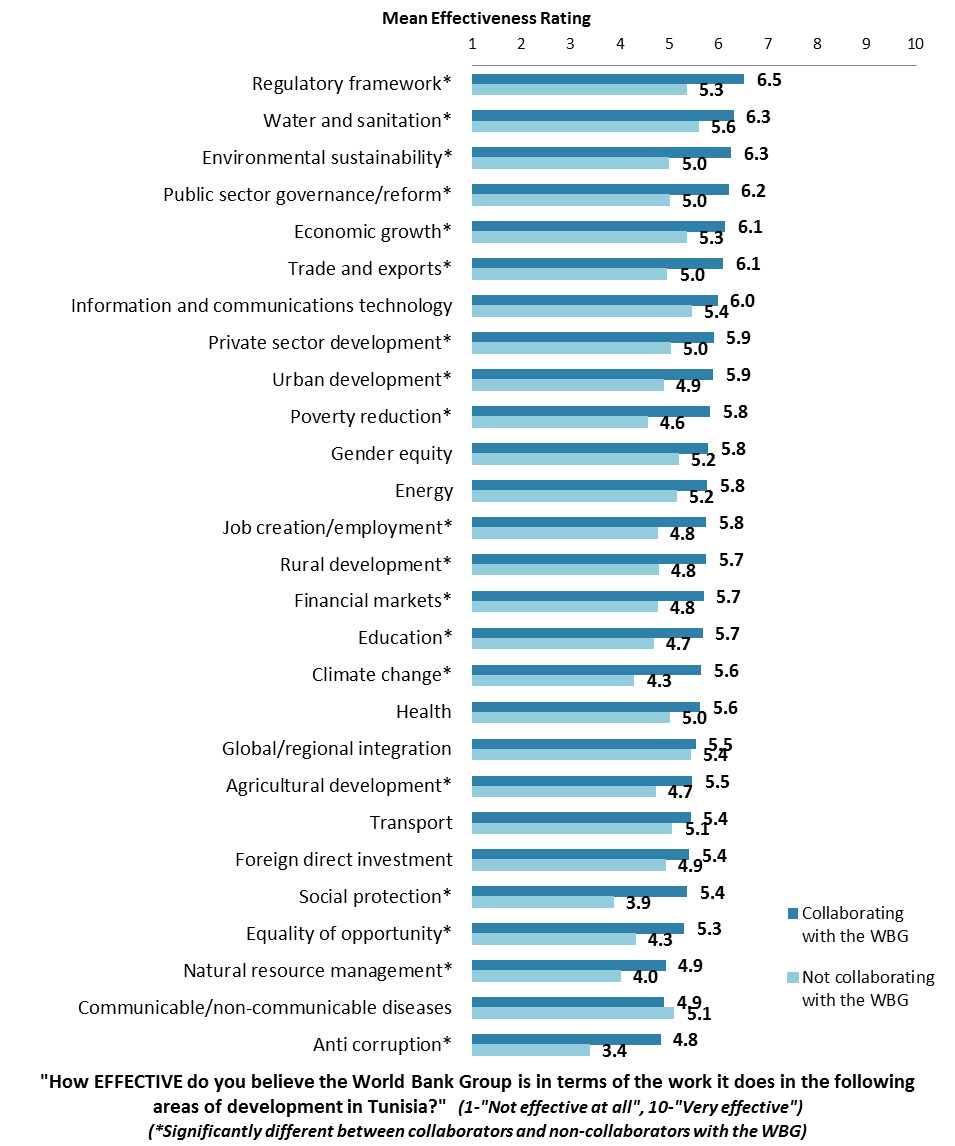 Mean Effectiveness Rating
1 2 3 4 5 6 7 8 9 10
Regulatory framework* 6.5
5.3
Water and sanitation* 6.3
5.6
Environmental sustainability* 6.3
5.0
Public sector governance/reform* 6.2
5.0
Economic growth* 6.1
5.3
Trade and exports* 6.1
5.0
Information and communications technology 6.0
5.4
Private sector development* 5.9
5.0
Urban development* 5.9
4.9
Poverty reduction* 5.8
4.6
Gender equity 5.8
5.2
Energy 5.8
5.2
Job creation/employment* 5.8
4.8
Rural development* 5.7
4.8
Financial markets* 5.7
4.8
Education* 5.7
4.7
Climate change* 5.6
4.3
Health 5.6
5.0
Global/regional integration 5.5
5.4
Agricultural development* 5.5
4.7
Transport 5.4
5.1
Foreign direct investment 5.4
4.9
Social protection* 5.4
3.9
Equality of opportunity* 5.3
4.3
Natural resource management* 4.9
4.0
Communicable/non-communicable diseases 4.9
5.1
Anti corruption* 4.8
3.4
Collaborating
with the WBG
Not collaborating
with the WBG
"How EFFECTIVE do you believe the World Bank Group is in terms of the work it does in the following
areas of development in Tunisia?" (1-"Not effective at all", 10-"Very effective")
(*Significantly different between collaborators and non-collaborators with the WBG)